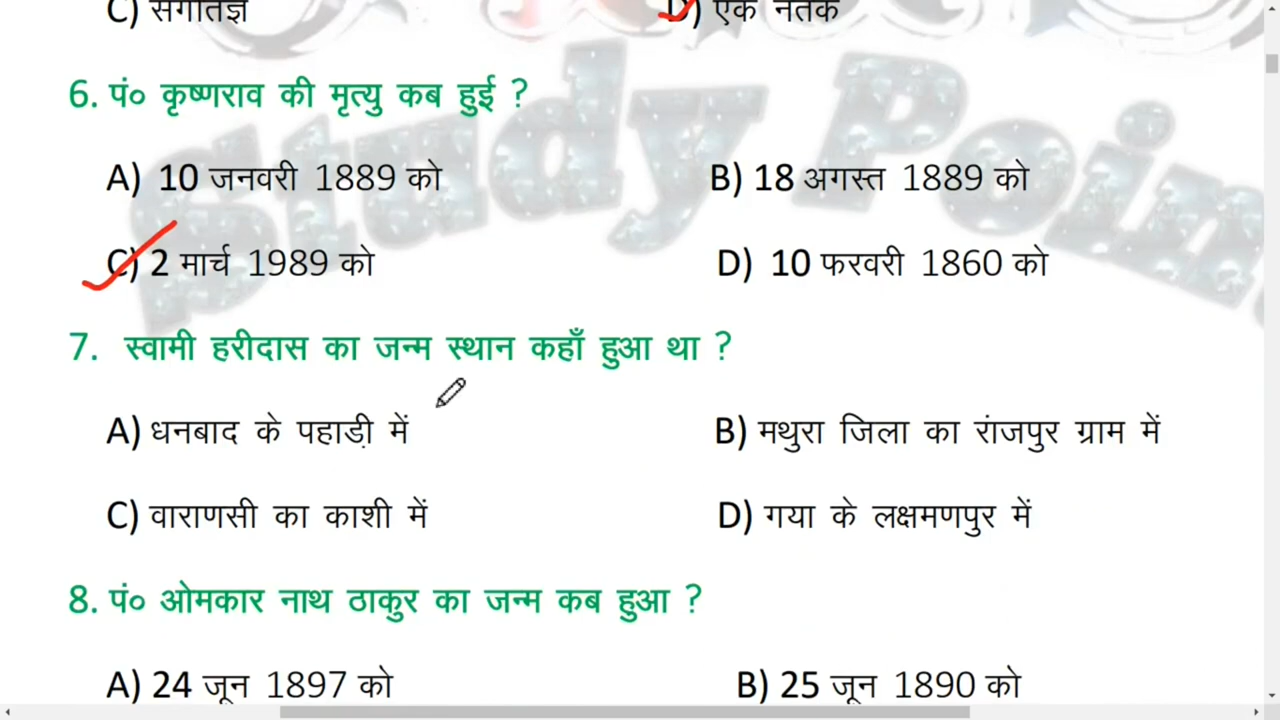 C) संगीतज्ञ D) एक नर्तक
6. पं० कृष्णराव की मृत्यु कब हुई ?
A) 10 जनवरी 1889 को B) 18 अगस्त 1889 को
C) 2 मार्च 1989 को D) 10 फरवरी 1860 को
7. स्वामी हरीदास का जन्म स्थान कहाँ हुआ था ?
A) धनबाद के पहाड़ी में B) मथुरा जिला का रांजपुर ग्राम में
C) वाराणसी का काशी में D) गया के लक्षमणपुर में
8. पं० ओमकार नाथ ठाकुर का जन्म कब हुआ ?
A) 24 जून 1897 को B) 25 जून 1890 को
Study Poin